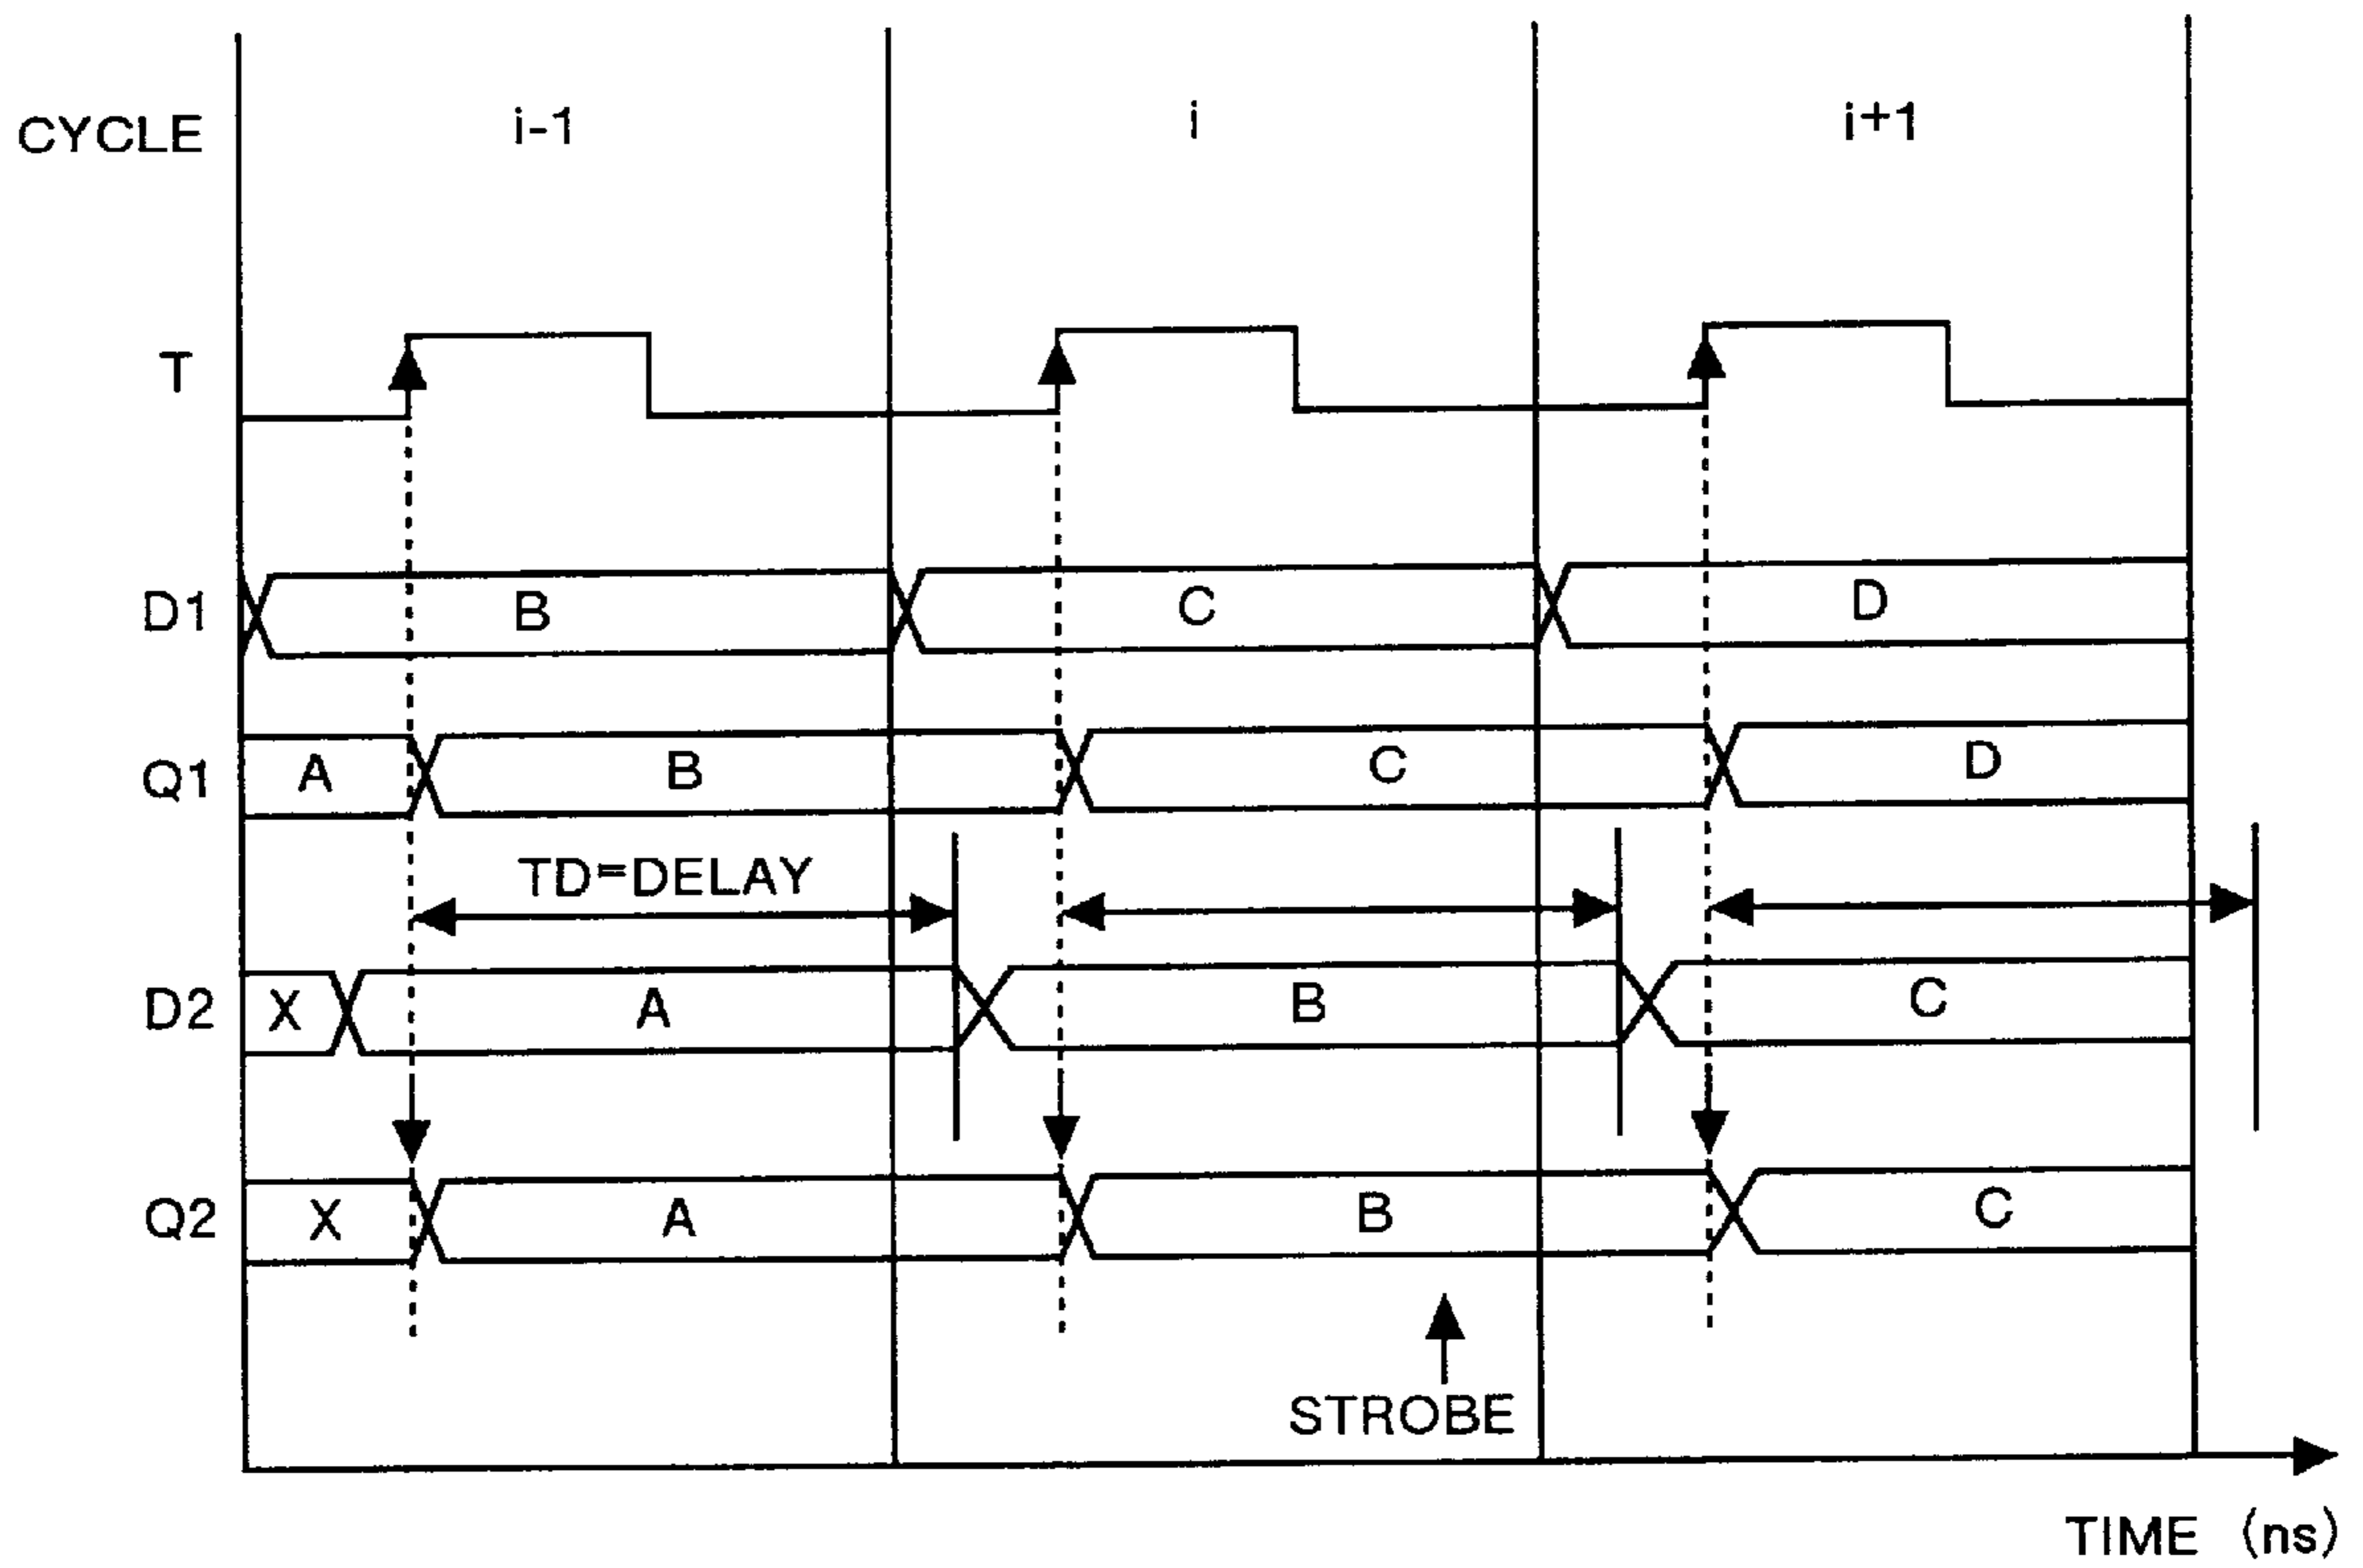 CYCLE i-1 i i+1
T
D1 B C D
Q1 A B C D
TD=DELAY
D2 X A B C
Q2 X A B C
STROBE
TIME (ns)